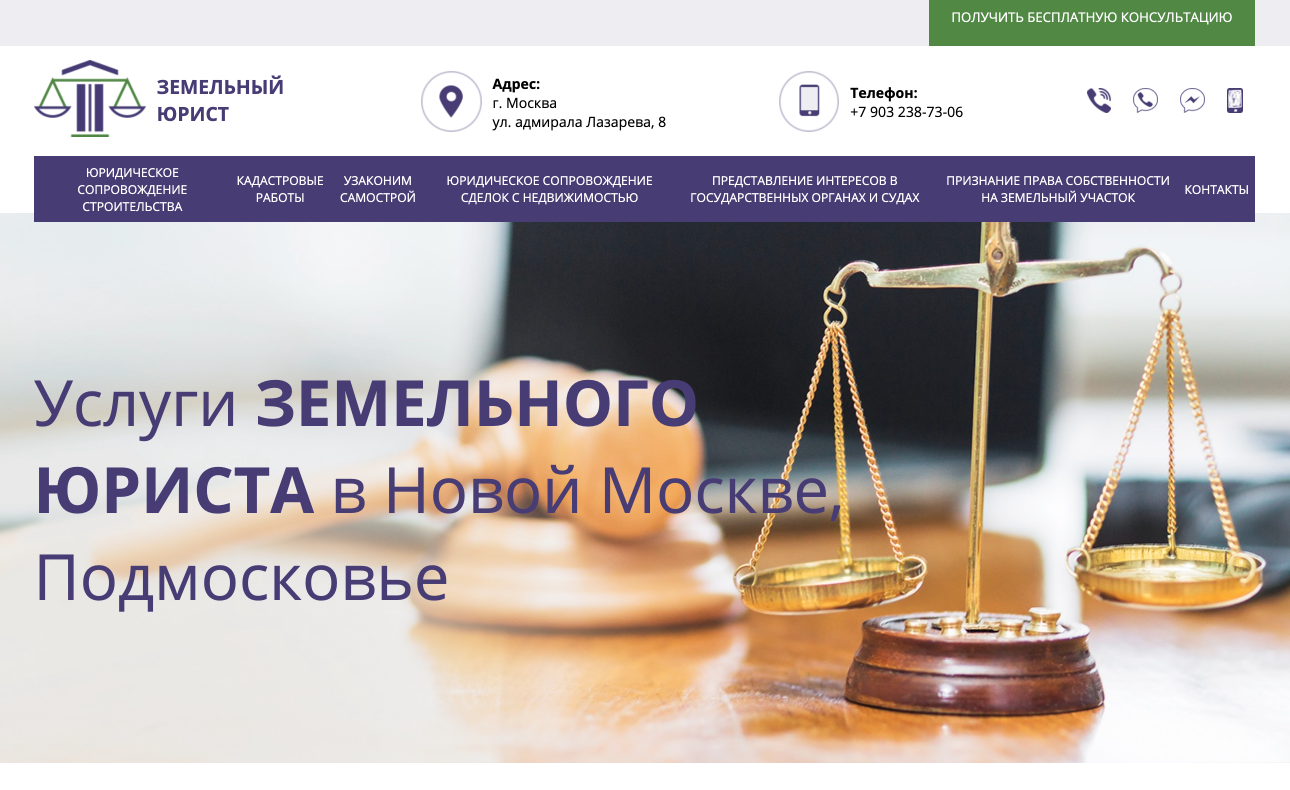 ПОЛУЧИТЬ БЕСПЛАТНУЮ КОНСУЛЬТАЦИЮ
ЗЕМЕЛЬНЫЙ
ЮРИСТ
Адрес:
г. Москва
ул. адмирала Лазарева, 8
Телефон:
+7 903 238-73-06
ЮРИДИЧЕСКОЕ
СОПРОВОЖДЕНИЕ
СТРОИТЕЛЬСТВА
КАДАСТРОВЫЕ
РАБОТЫ
УЗАКОНИМ
САМОСТРОЙ
ЮРИДИЧЕСКОЕ СОПРОВОЖДЕНИЕ
СДЕЛОК С НЕДВИЖИМОСТЬЮ
ПРЕДСТАВЛЕНИЕ ИНТЕРЕСОВ В
ГОСУДАРСТВЕННЫХ ОРГАНАХ И СУДАХ
ПРИЗНАНИЕ ПРАВА СОБСТВЕННОСТИ
НА ЗЕМЕЛЬНЫЙ УЧАСТОК
КОНТАКТЫ
Услуги ЗЕМЕЛЬНОГО
ЮРИСТА в Новой Москве,
Подмосковье